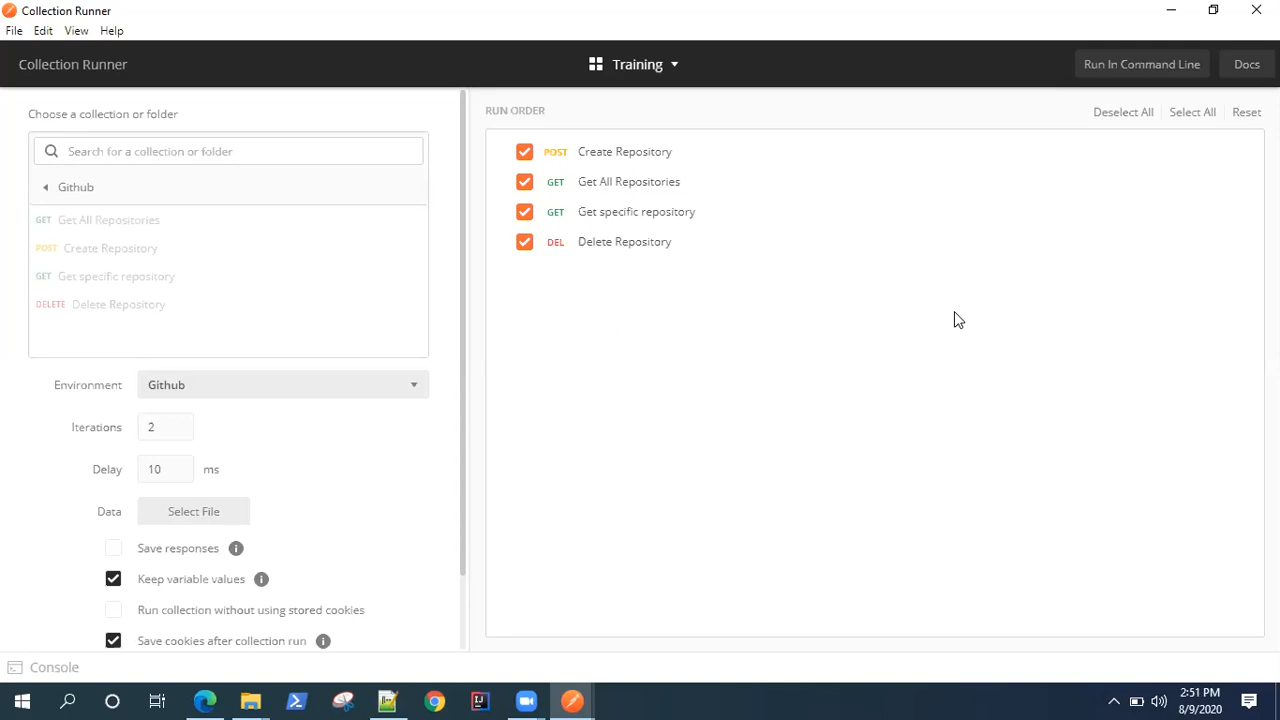 Collection Runner
File Edit View Help
Collection Runner
Training
Run In Command Line
Docs
Choose a collection or folder
Search for a collection or folder
Github
GET Get All Repositories
POST Create Repository
GET Get specific repository
DELETE Delete Repository
Environment Github
Iterations 2
Delay 10 ms
Data Select File
Save responses
Keep variable values
Run collection without using stored cookies
Save cookies after collection run
RUN ORDER
Deselect All Select All Reset
POST Create Repository
GET Get All Repositories
GET Get specific repository
DEL Delete Repository
Console
2:51 PM
8/9/2020